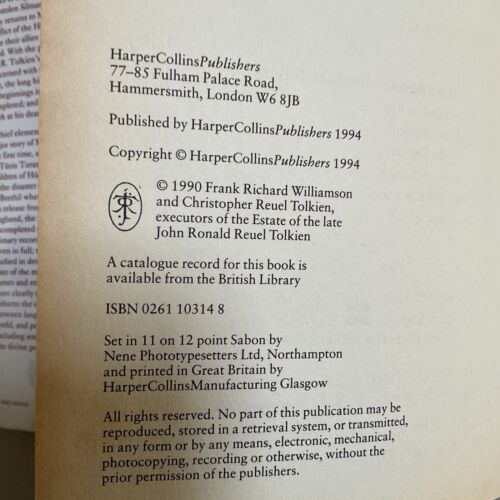 HarperCollinsPublishers
77–85 Fulham Palace Road,
Hammersmith, London W6 8JB
Published by HarperCollinsPublishers 1994
Copyright © HarperCollinsPublishers 1994
© 1990 Frank Richard Williamson
and Christopher Reuel Tolkien,
executors of the Estate of the late
John Ronald Reuel Tolkien
A catalogue record for this book is
available from the British Library
ISBN 0261 10314 8
Set in 11 on 12 point Sabon by
Nene Phototypesetters Ltd, Northampton
and printed in Great Britain by
HarperCollinsManufacturing Glasgow
All rights reserved. No part of this publication may be
reproduced, stored in a retrieval system, or transmitted,
in any form or by any means, electronic, mechanical,
photocopying, recording or otherwise, without the
prior permission of the publishers.